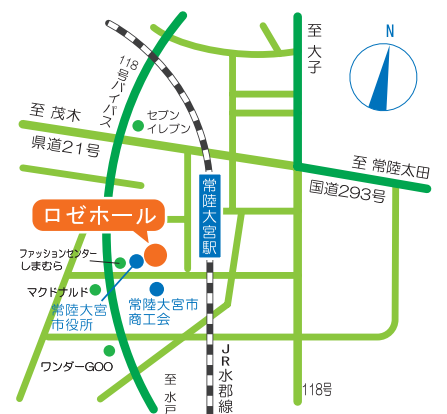 N
至 大子
118号バイパス
至 茂木
県道21号
セブン
イレブン
至 常陸太田
国道293号
常陸大宮駅
ロゼホール
ファッションセンター
しまむら
マクドナルド
常陸大宮
市役所
常陸大宮市
商工会
ワンダーGOO
JR水郡線
至 水戸
118号